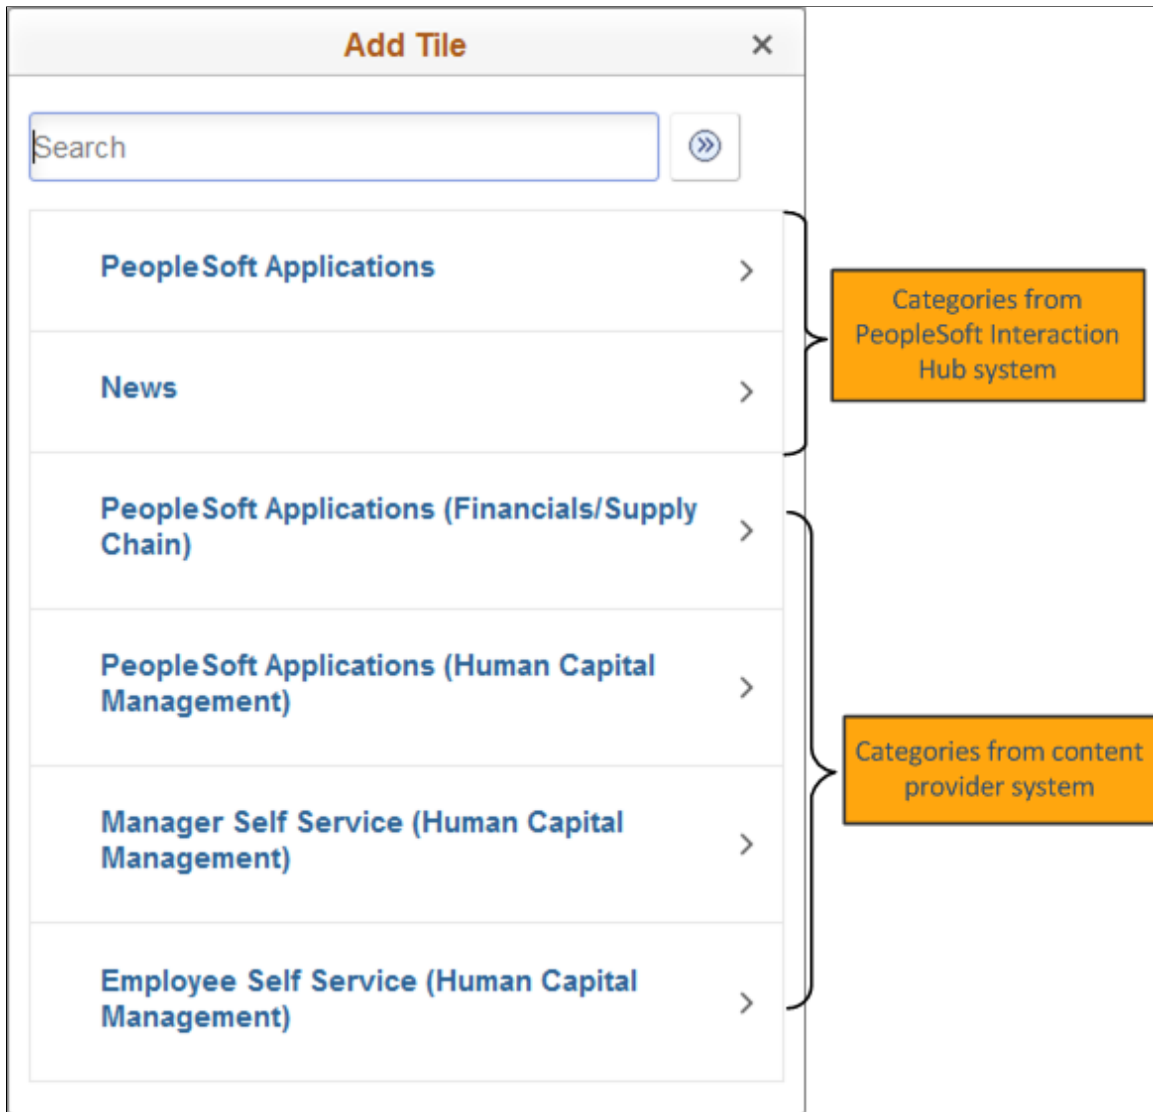 Add Tile
Search
PeopleSoft Applications
News
PeopleSoft Applications (Financials/Supply
Chain)
PeopleSoft Applications (Human Capital
Management)
Manager Self Service (Human Capital
Management)
Employee Self Service (Human Capital
Management)
Categories from
PeopleSoft Interaction
Hub system
Categories from content
provider system